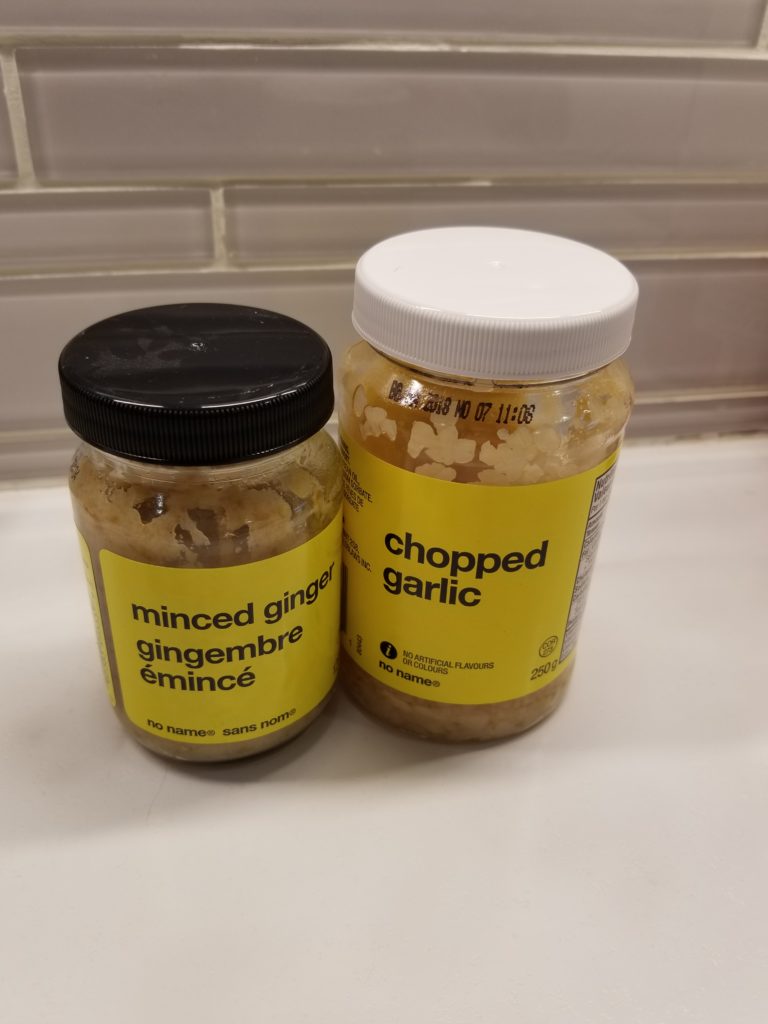 minced ginger
gingembre
émincé
no name® sans nom®
2018 NO 07 11:06
chopped
garlic
NO ARTIFICIAL FLAVOURS
OR COLOURS
no name®
COR
250 g